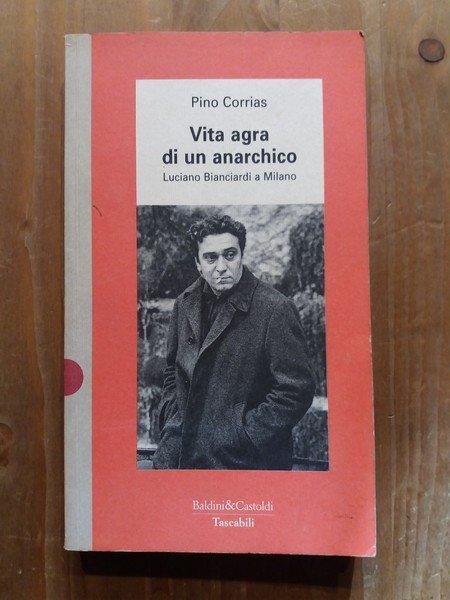 Pino Corrias
Vita agra
di un anarchico
Luciano Bianciardi a Milano
Baldini&Castoldi
Tascabili